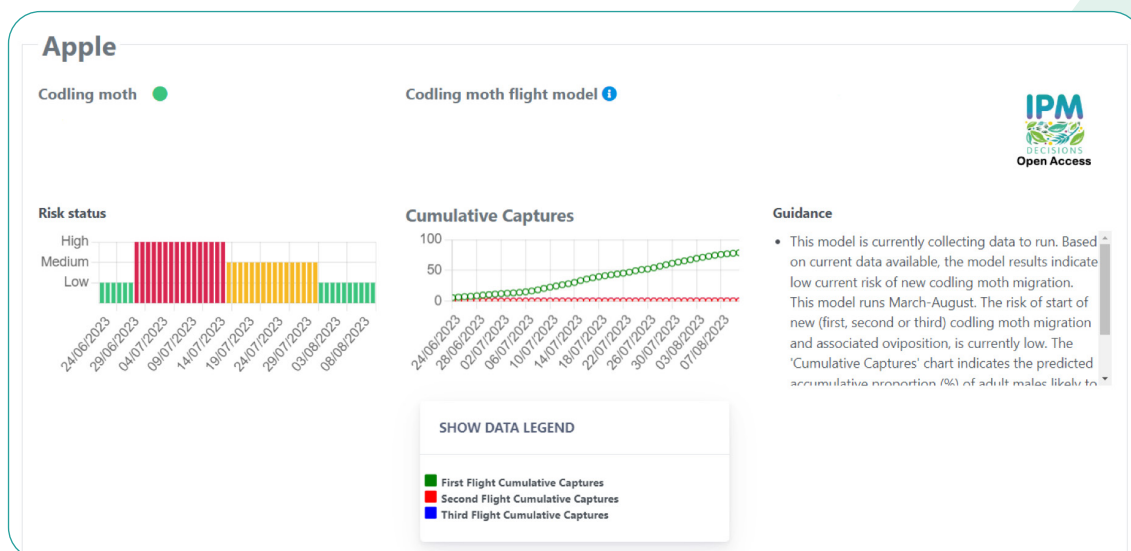 Apple
Codling moth
Codling moth flight model
IPM
DECISIONS
Open Access
Risk status
High
Medium
Low
24/06/2023
29/06/2023
04/07/2023
09/07/2023
14/07/2023
19/07/2023
24/07/2023
29/07/2023
03/08/2023
08/08/2023
Cumulative Captures
100
50
0
24/06/2023
28/06/2023
02/07/2023
06/07/2023
10/07/2023
14/07/2023
18/07/2023
22/07/2023
26/07/2023
30/07/2023
03/08/2023
07/08/2023
Guidance
• This model is currently collecting data to run. Based
on current data available, the model results indicate
low current risk of new codling moth migration.
This model runs March-August. The risk of start of
new (first, second or third) codling moth migration
and associated oviposition, is currently low. The
'Cumulative Captures' chart indicates the predicted
accumulative proportion (%) of adult males likely to
SHOW DATA LEGEND
First Flight Cumulative Captures
Second Flight Cumulative Captures
Third Flight Cumulative Captures